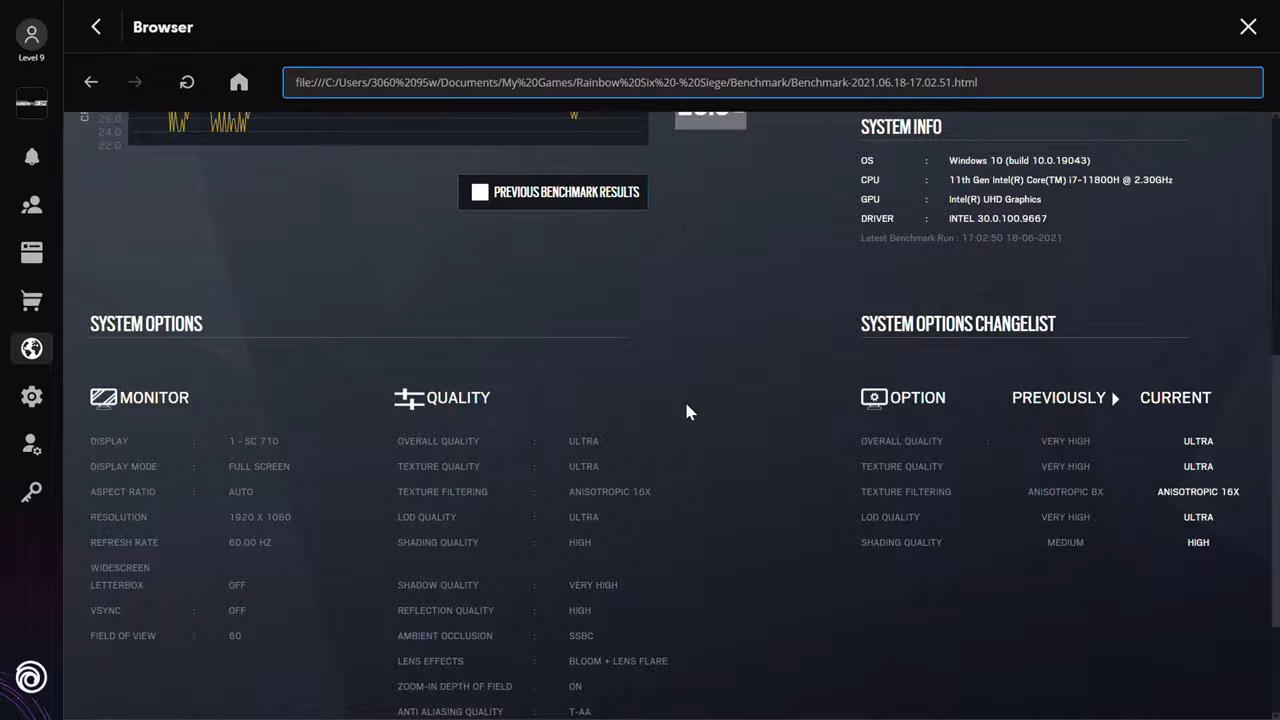 Browser
Level 9
file:///C:/Users/3060%2095w/Documents/My%20Games/Rainbow%20Six%20-%20Siege/Benchmark/Benchmark-2021.06.18-17.02.51.html
26.0
24.0
22.0
PREVIOUS BENCHMARK RESULTS
SYSTEM INFO
OS : Windows 10 (build 10.0.19043)
CPU : 11th Gen Intel(R) Core(TM) i7-11800H @ 2.30GHz
GPU : Intel(R) UHD Graphics
DRIVER : INTEL 30.0.100.9667
Latest Benchmark Run : 17:02:50 18-06-2021
SYSTEM OPTIONS
MONITOR
DISPLAY : 1 - SC 710
DISPLAY MODE : FULL SCREEN
ASPECT RATIO : AUTO
RESOLUTION : 1920 X 1080
REFRESH RATE : 60.00 HZ
WIDESCREEN
LETTERBOX : OFF
VSYNC : OFF
FIELD OF VIEW : 60
QUALITY
OVERALL QUALITY : ULTRA
TEXTURE QUALITY : ULTRA
TEXTURE FILTERING : ANISOTROPIC 16X
LOD QUALITY : ULTRA
SHADING QUALITY : HIGH
SHADOW QUALITY : VERY HIGH
REFLECTION QUALITY : HIGH
AMBIENT OCCLUSION : SSBC
LENS EFFECTS : BLOOM + LENS FLARE
ZOOM-IN DEPTH OF FIELD : ON
ANTI ALIASING QUALITY : T-AA
SYSTEM OPTIONS CHANGELIST
OPTION PREVIOUSLY CURRENT
OVERALL QUALITY : VERY HIGH ULTRA
TEXTURE QUALITY VERY HIGH ULTRA
TEXTURE FILTERING ANISOTROPIC 8X ANISOTROPIC 16X
LOD QUALITY VERY HIGH ULTRA
SHADING QUALITY MEDIUM HIGH